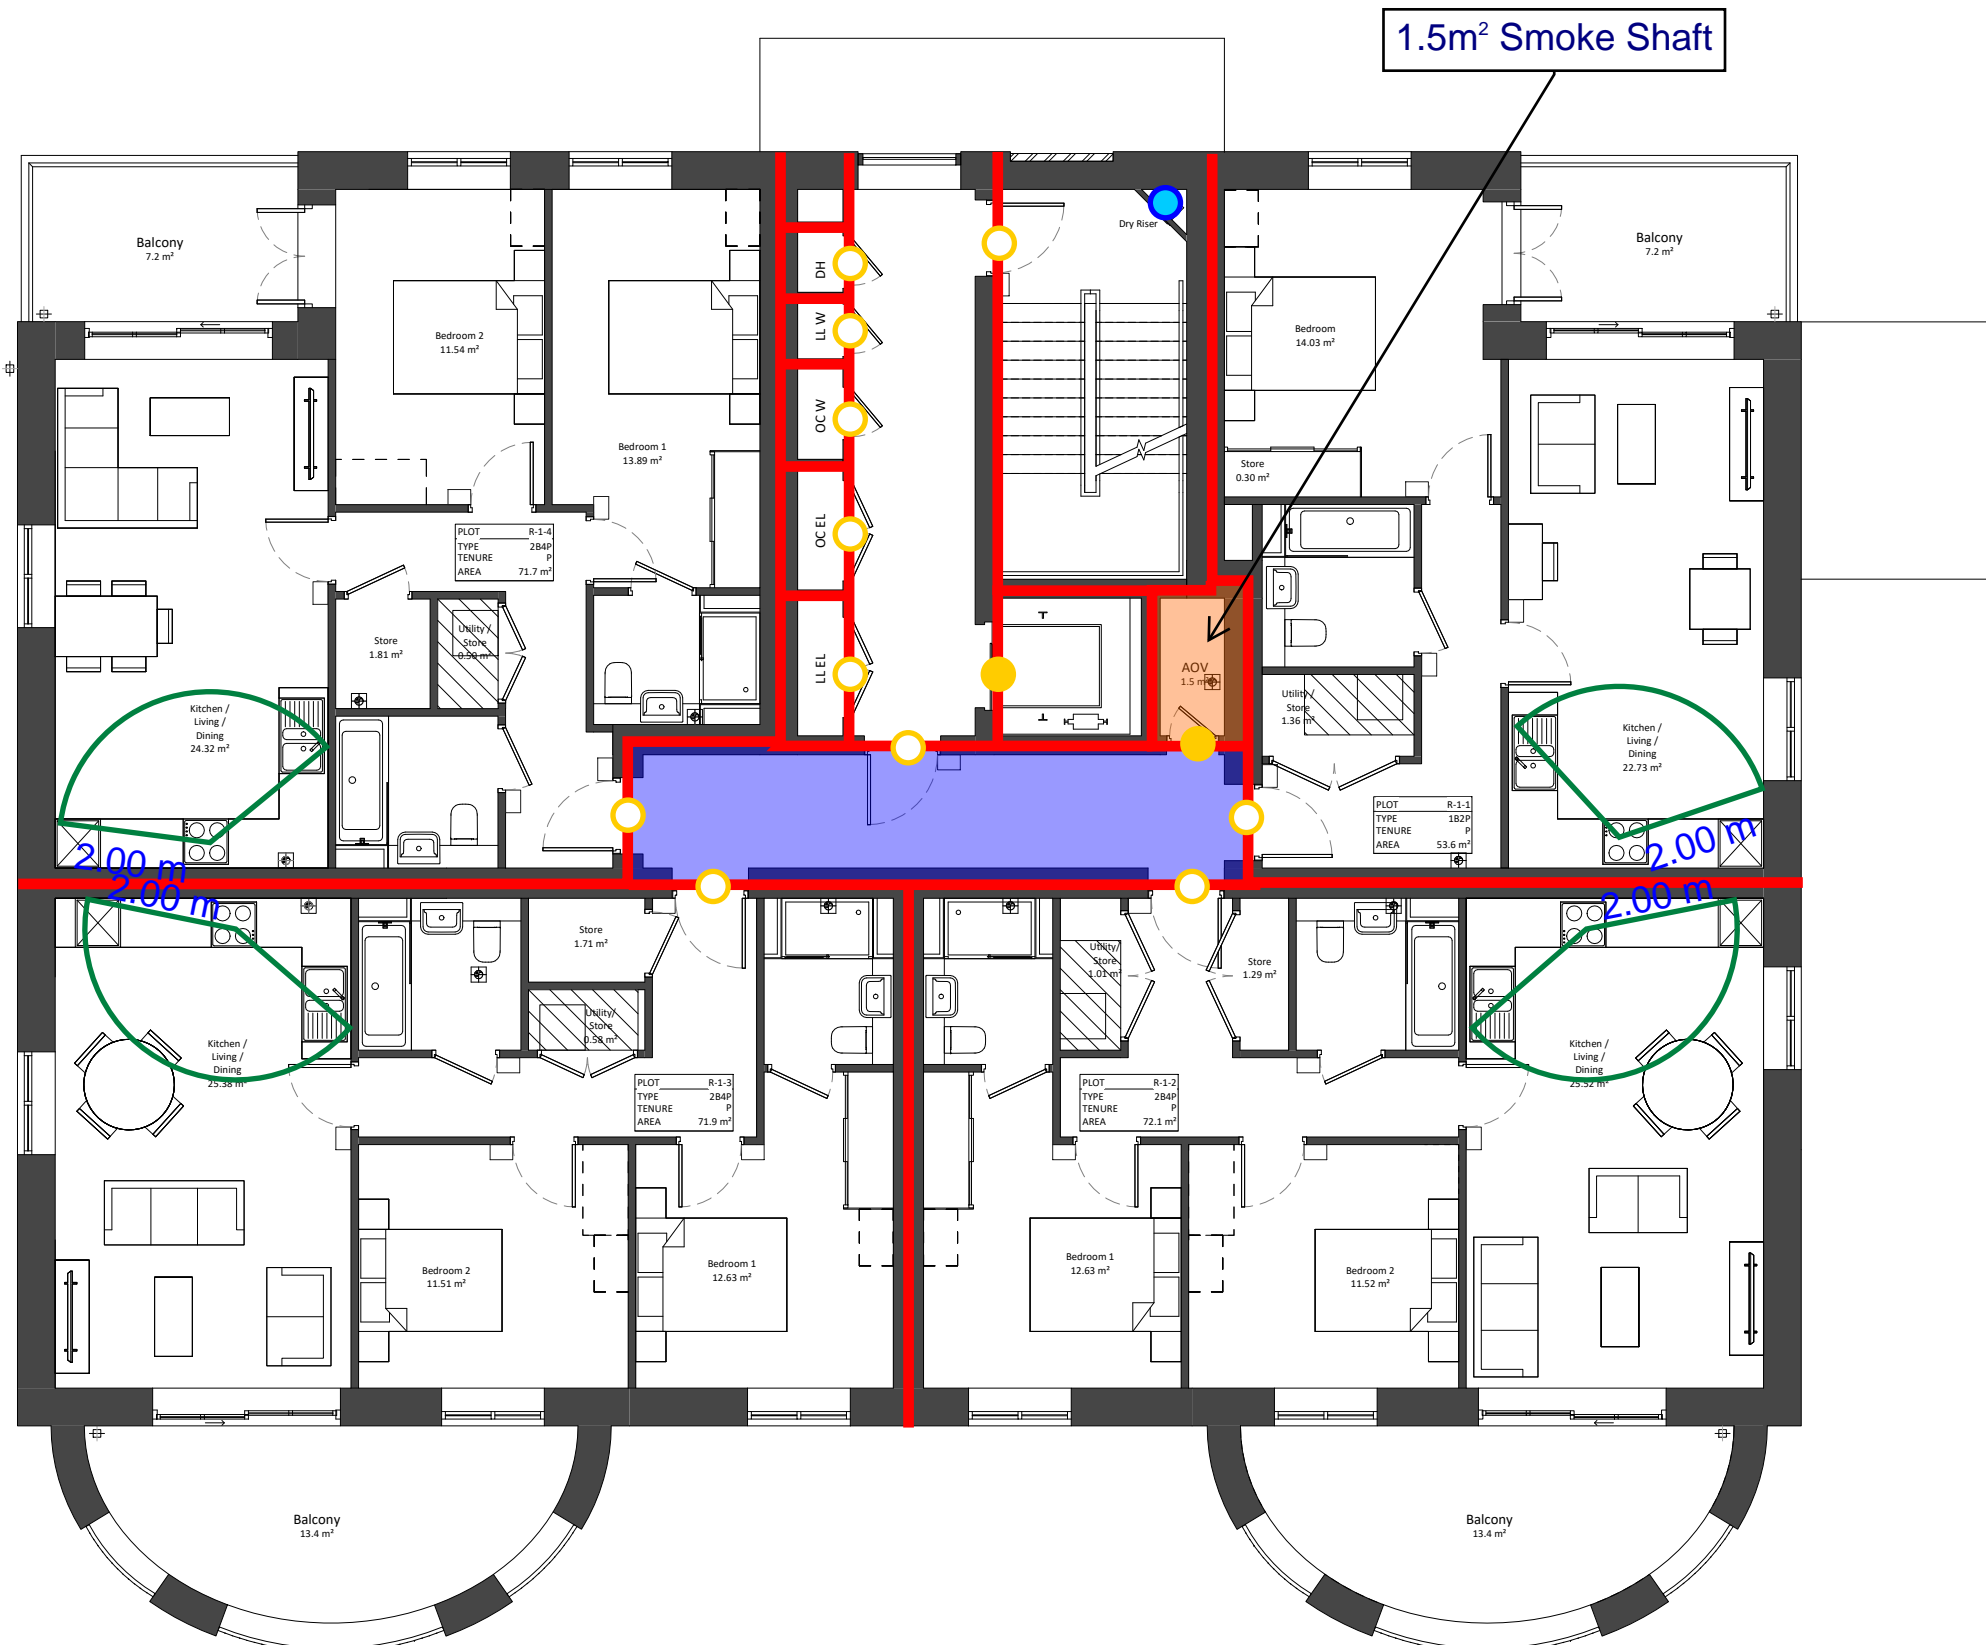 1.5m² Smoke Shaft
Balcony
7.2 m²
Balcony
7.2 m²
Dry Riser
DH
LL W
OC W
OC EL
LL EL
Bedroom 2
11.54 m²
Bedroom 1
13.89 m²
Bedroom
14.03 m²
Store
0.30 m²
PLOT R-1-4
TYPE 2B4P
TENURE P
AREA 71.7 m²
Store
1.81 m²
Utility /
Store
0.50 m²
AOV
1.5 m²
Utility /
Store
1.36 m²
Kitchen /
Living /
Dining
24.32 m²
Kitchen /
Living /
Dining
22.73 m²
PLOT R-1-1
TYPE 1B2P
TENURE P
AREA 53.6 m²
2.00 m
2.00 m
2.00 m
2.00 m
Store
1.71 m²
Utility/
Store
0.58 m²
Utility/
Store
1.01 m²
Store
1.29 m²
Kitchen /
Living /
Dining
25.38 m²
Kitchen /
Living /
Dining
25.52 m²
PLOT R-1-3
TYPE 2B4P
TENURE P
AREA 71.9 m²
PLOT R-1-2
TYPE 2B4P
TENURE P
AREA 72.1 m²
Bedroom 2
11.51 m²
Bedroom 1
12.63 m²
Bedroom 1
12.63 m²
Bedroom 2
11.52 m²
Balcony
13.4 m²
Balcony
13.4 m²